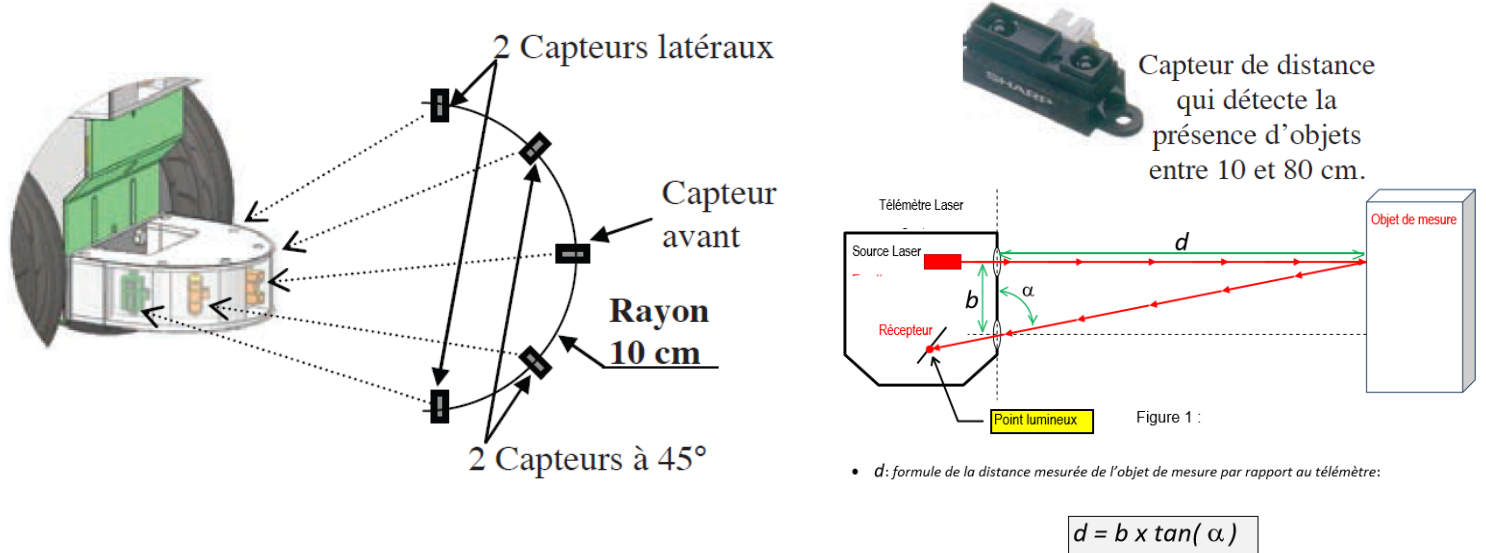 2 Capteurs latéraux
Capteur
avant
Rayon
10 cm
2 Capteurs à 45°
SHARP
Capteur de distance
qui détecte la
présence d’objets
entre 10 et 80 cm.
Télémètre Laser
Objet de mesure
Source Laser
d
b
α
Récepteur
Point lumineux
Figure 1 :
• d: formule de la distance mesurée de l’objet de mesure par rapport au télémètre:
d = b x tan( α )